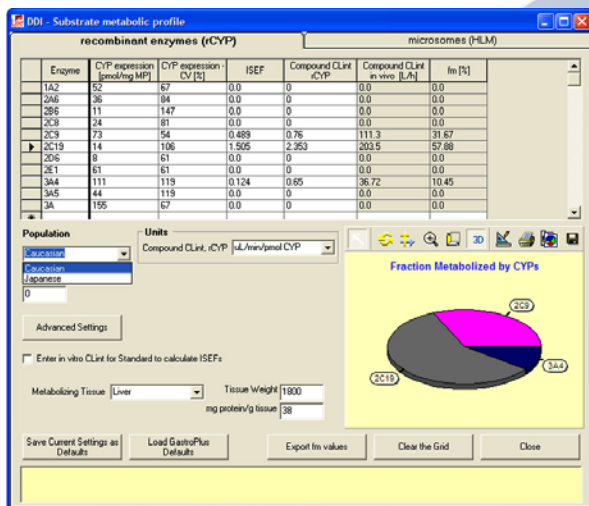 DDI - Substrate metabolic profile
recombinant enzymes (rCYP) microsomes (HLM)
Enzyme CYP expression [pmol/mg MP] CYP expression - CV [%] ISEF Compound CLint rCYP Compound CLint in vivo [L/h] fm [%]
1A2 52 67 0.0 0 0.0 0.0
2A6 36 84 0.0 0 0.0 0.0
2B6 11 147 0.0 0 0.0 0.0
2C8 24 81 0.0 0 0.0 0.0
2C9 73 54 0.489 0.76 111.3 31.67
2C19 14 106 1.505 2.353 203.5 57.88
2D6 8 61 0.0 0 0.0 0.0
2E1 61 61 0.0 0 0.0 0.0
3A4 111 119 0.124 0.65 36.72 10.45
3A5 44 119 0.0 0 0.0 0.0
3A 155 67 0.0 0 0.0 0.0
Population
Caucasian
Caucasian
Japanese
0
Units
Compound CLint, rCYP uL/min/pmol CYP
3D
Fraction Metabolized by CYPs
2C9
3A4
2C19
Advanced Settings
Enter in vitro CLint for Standard to calculate ISEFs
Metabolizing Tissue Liver Tissue Weight 1800
mg protein/g tissue 38
Save Current Settings as Defaults Load GastroPlus Defaults Export fm values Clear the Grid Close